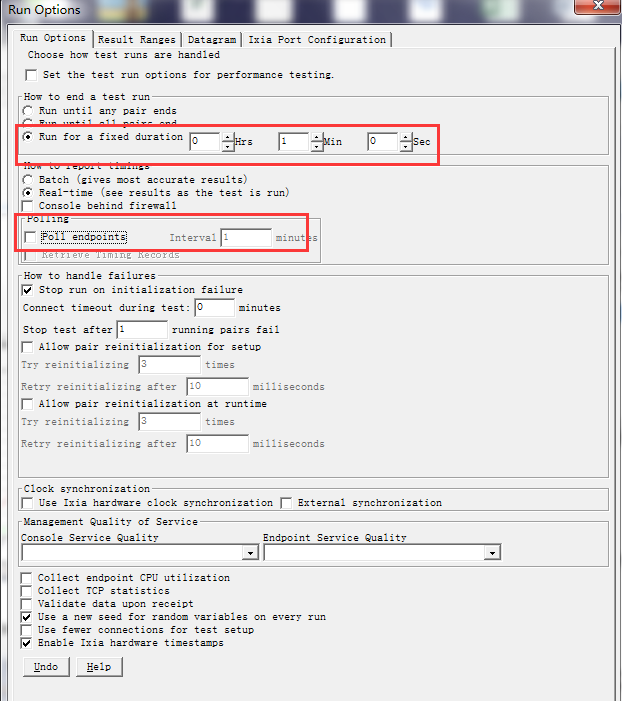 Run Options
Run Options Result Ranges Datagram Ixia Port Configuration
Choose how test runs are handled
Set the test run options for performance testing.
How to end a test run
Run until any pair ends
Run until all pairs end
Run for a fixed duration 0 Hrs 1 Min 0 Sec
How to report timings
Batch (gives most accurate results)
Real-time (see results as the test is run)
Console behind firewall
Polling
Poll endpoints Interval 1 minutes
Retrieve Timing Records
How to handle failures
Stop run on initialization failure
Connect timeout during test: 0 minutes
Stop test after 1 running pairs fail
Allow pair reinitialization for setup
Try reinitializing 3 times
Retry reinitializing after 10 milliseconds
Allow pair reinitialization at runtime
Try reinitializing 3 times
Retry reinitializing after 10 milliseconds
Clock synchronization
Use Ixia hardware clock synchronization External synchronization
Management Quality of Service
Console Service Quality Endpoint Service Quality
Collect endpoint CPU utilization
Collect TCP statistics
Validate data upon receipt
Use a new seed for random variables on every run
Use fewer connections for test setup
Enable Ixia hardware timestamps
Undo Help